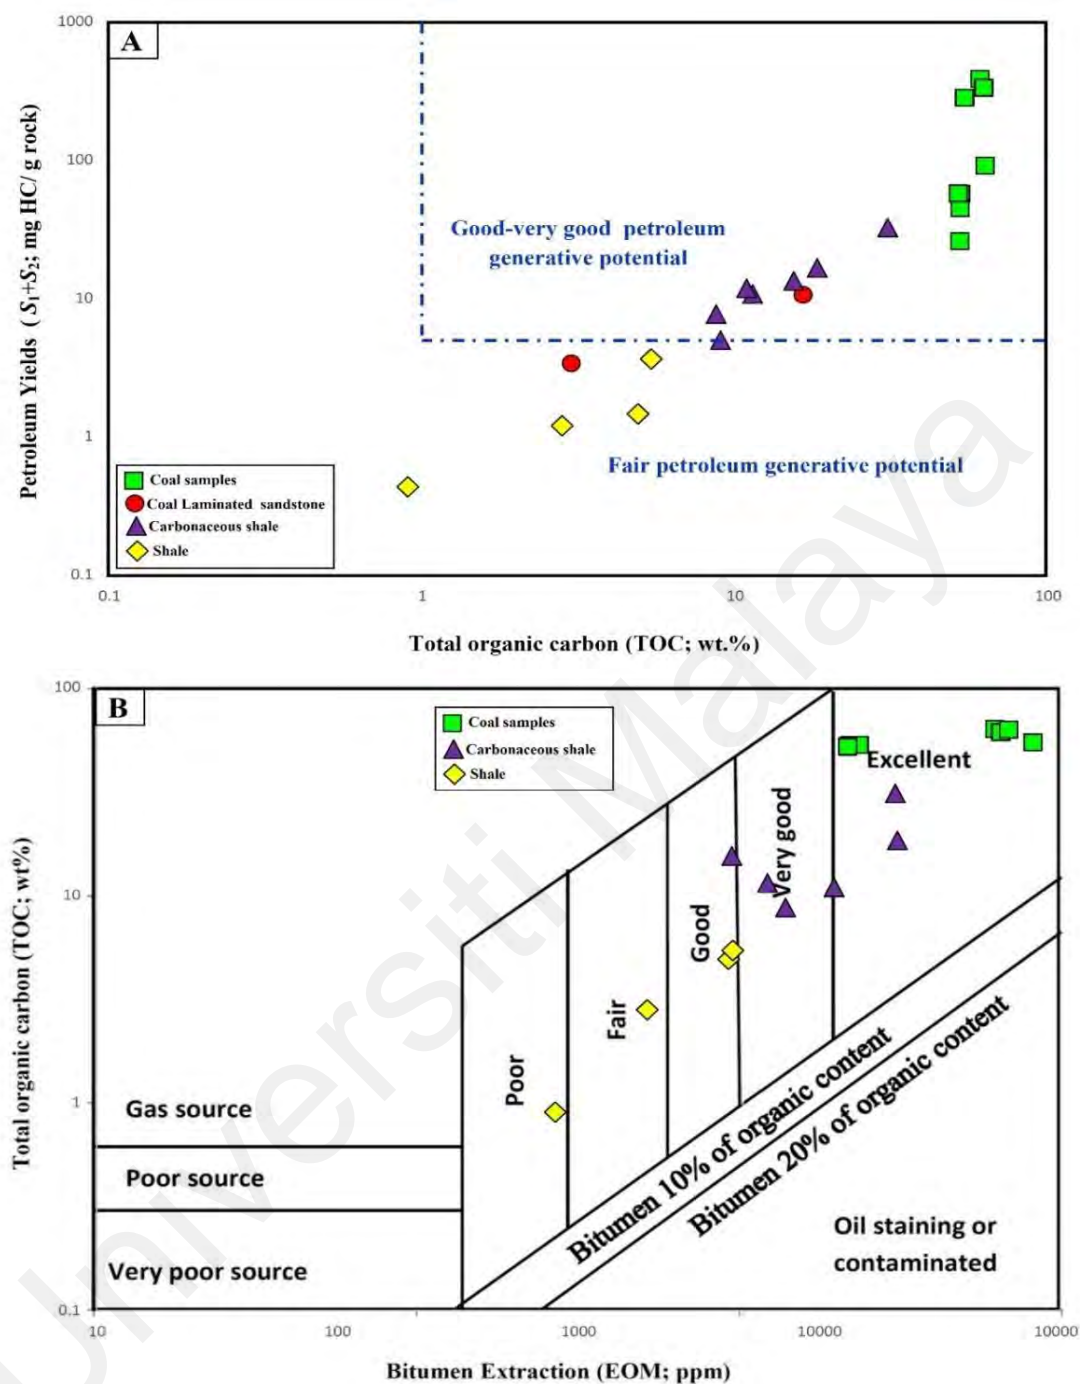 A
1000
100
10
1
0.1
0.1
1
10
100
Petroleum Yields ( S₁+S₂; mg HC/ g rock)
Good-very good petroleum
generative potential
Fair petroleum generative potential
Coal samples
Coal Laminated sandstone
Carbonaceous shale
Shale
Total organic carbon (TOC; wt.%)
B
100
10
1
0.1
10
100
1000
10000
10000
Total organic carbon (TOC; wt%)
Coal samples
Carbonaceous shale
Shale
Excellent
Very good
Good
Fair
Poor
Gas source
Poor source
Very poor source
Bitumen 10% of organic content
Bitumen 20% of organic content
Oil staining or
contaminated
Bitumen Extraction (EOM; ppm)
Universiti Malaya